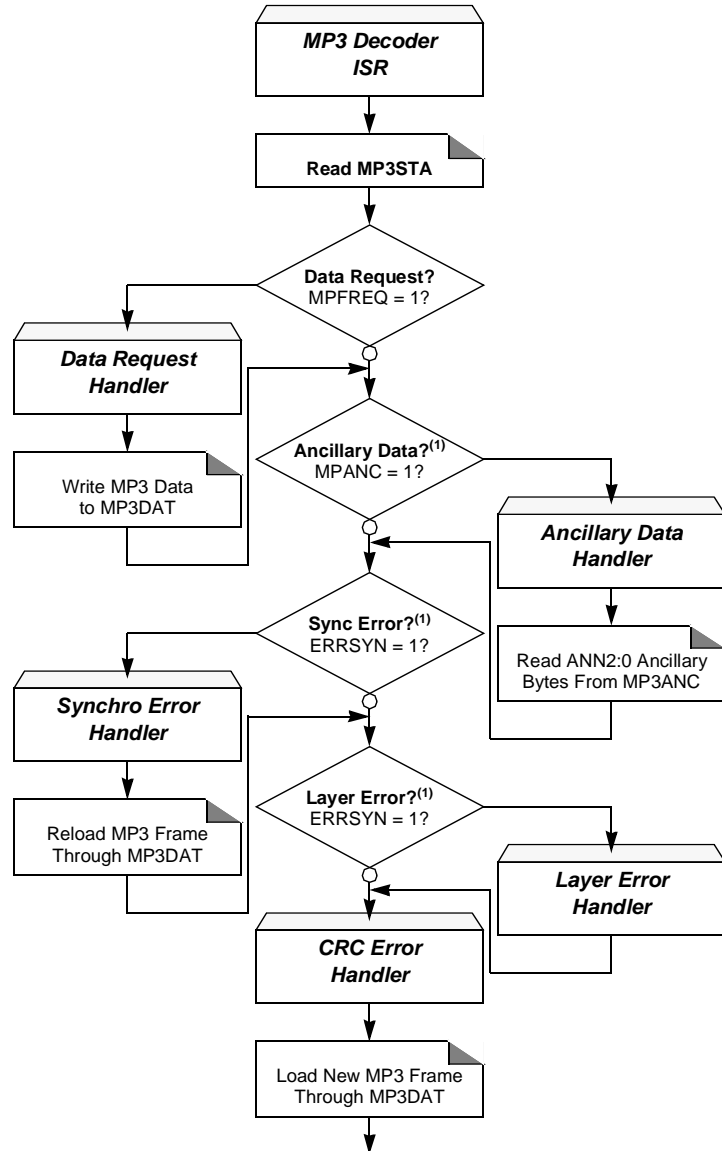 MP3 Decoder
ISR
Read MP3STA
Data Request?
MPFREQ = 1?
Data Request
Handler
Ancillary Data?(1)
MPANC = 1?
Write MP3 Data
to MP3DAT
Ancillary Data
Handler
Sync Error?(1)
ERRSYN = 1?
Read ANN2:0 Ancillary
Bytes From MP3ANC
Synchro Error
Handler
Layer Error?(1)
ERRSYN = 1?
Reload MP3 Frame
Through MP3DAT
Layer Error
Handler
CRC Error
Handler
Load New MP3 Frame
Through MP3DAT